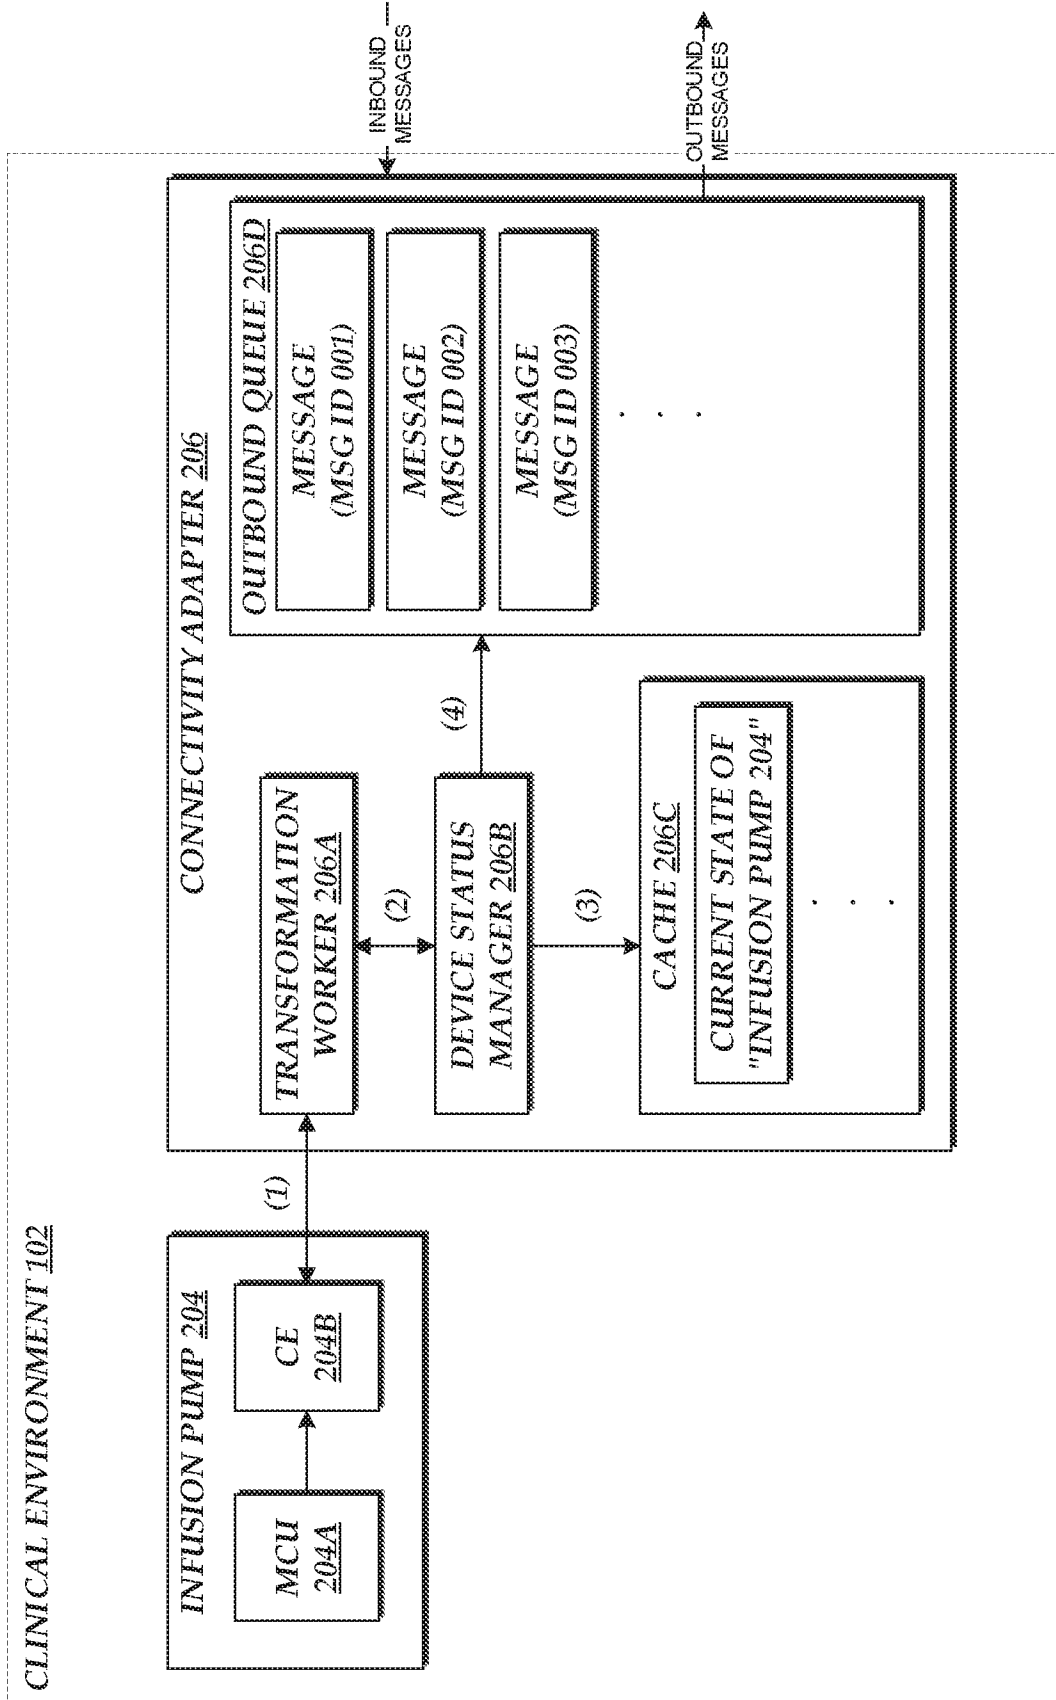 CLINICAL ENVIRONMENT 102
INFUSION PUMP 204
MCU
204A
CE
204B
(1)
CONNECTIVITY ADAPTER 206
TRANSFORMATION
WORKER 206A
(2)
DEVICE STATUS
MANAGER 206B
(3)
CACHE 206C
CURRENT STATE OF
"INFUSION PUMP 204"
(4)
OUTBOUND QUEUE 206D
MESSAGE
(MSG ID 001)
MESSAGE
(MSG ID 002)
MESSAGE
(MSG ID 003)
INBOUND
MESSAGES
OUTBOUND
MESSAGES